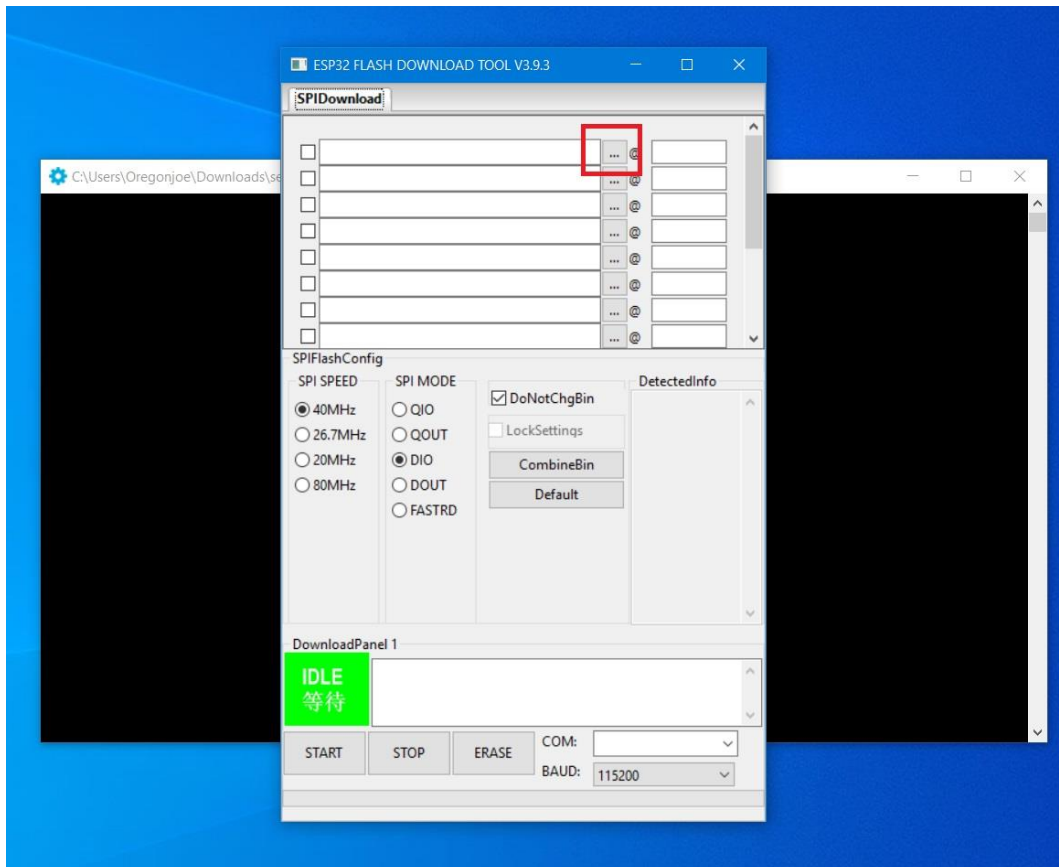 ESP32 FLASH DOWNLOAD TOOL V3.9.3
SPIDownload
C:\Users\Oregonjoe\Downloads\se
... @
... @
... @
... @
... @
... @
... @
... @
SPIFlashConfig
SPI SPEED
40MHz
26.7MHz
20MHz
80MHz
SPI MODE
QIO
QOUT
DIO
DOUT
FASTRD
DoNotChgBin
LockSettings
CombineBin
Default
DetectedInfo
DownloadPanel 1
IDLE
等待
START STOP ERASE
COM:
BAUD: 115200